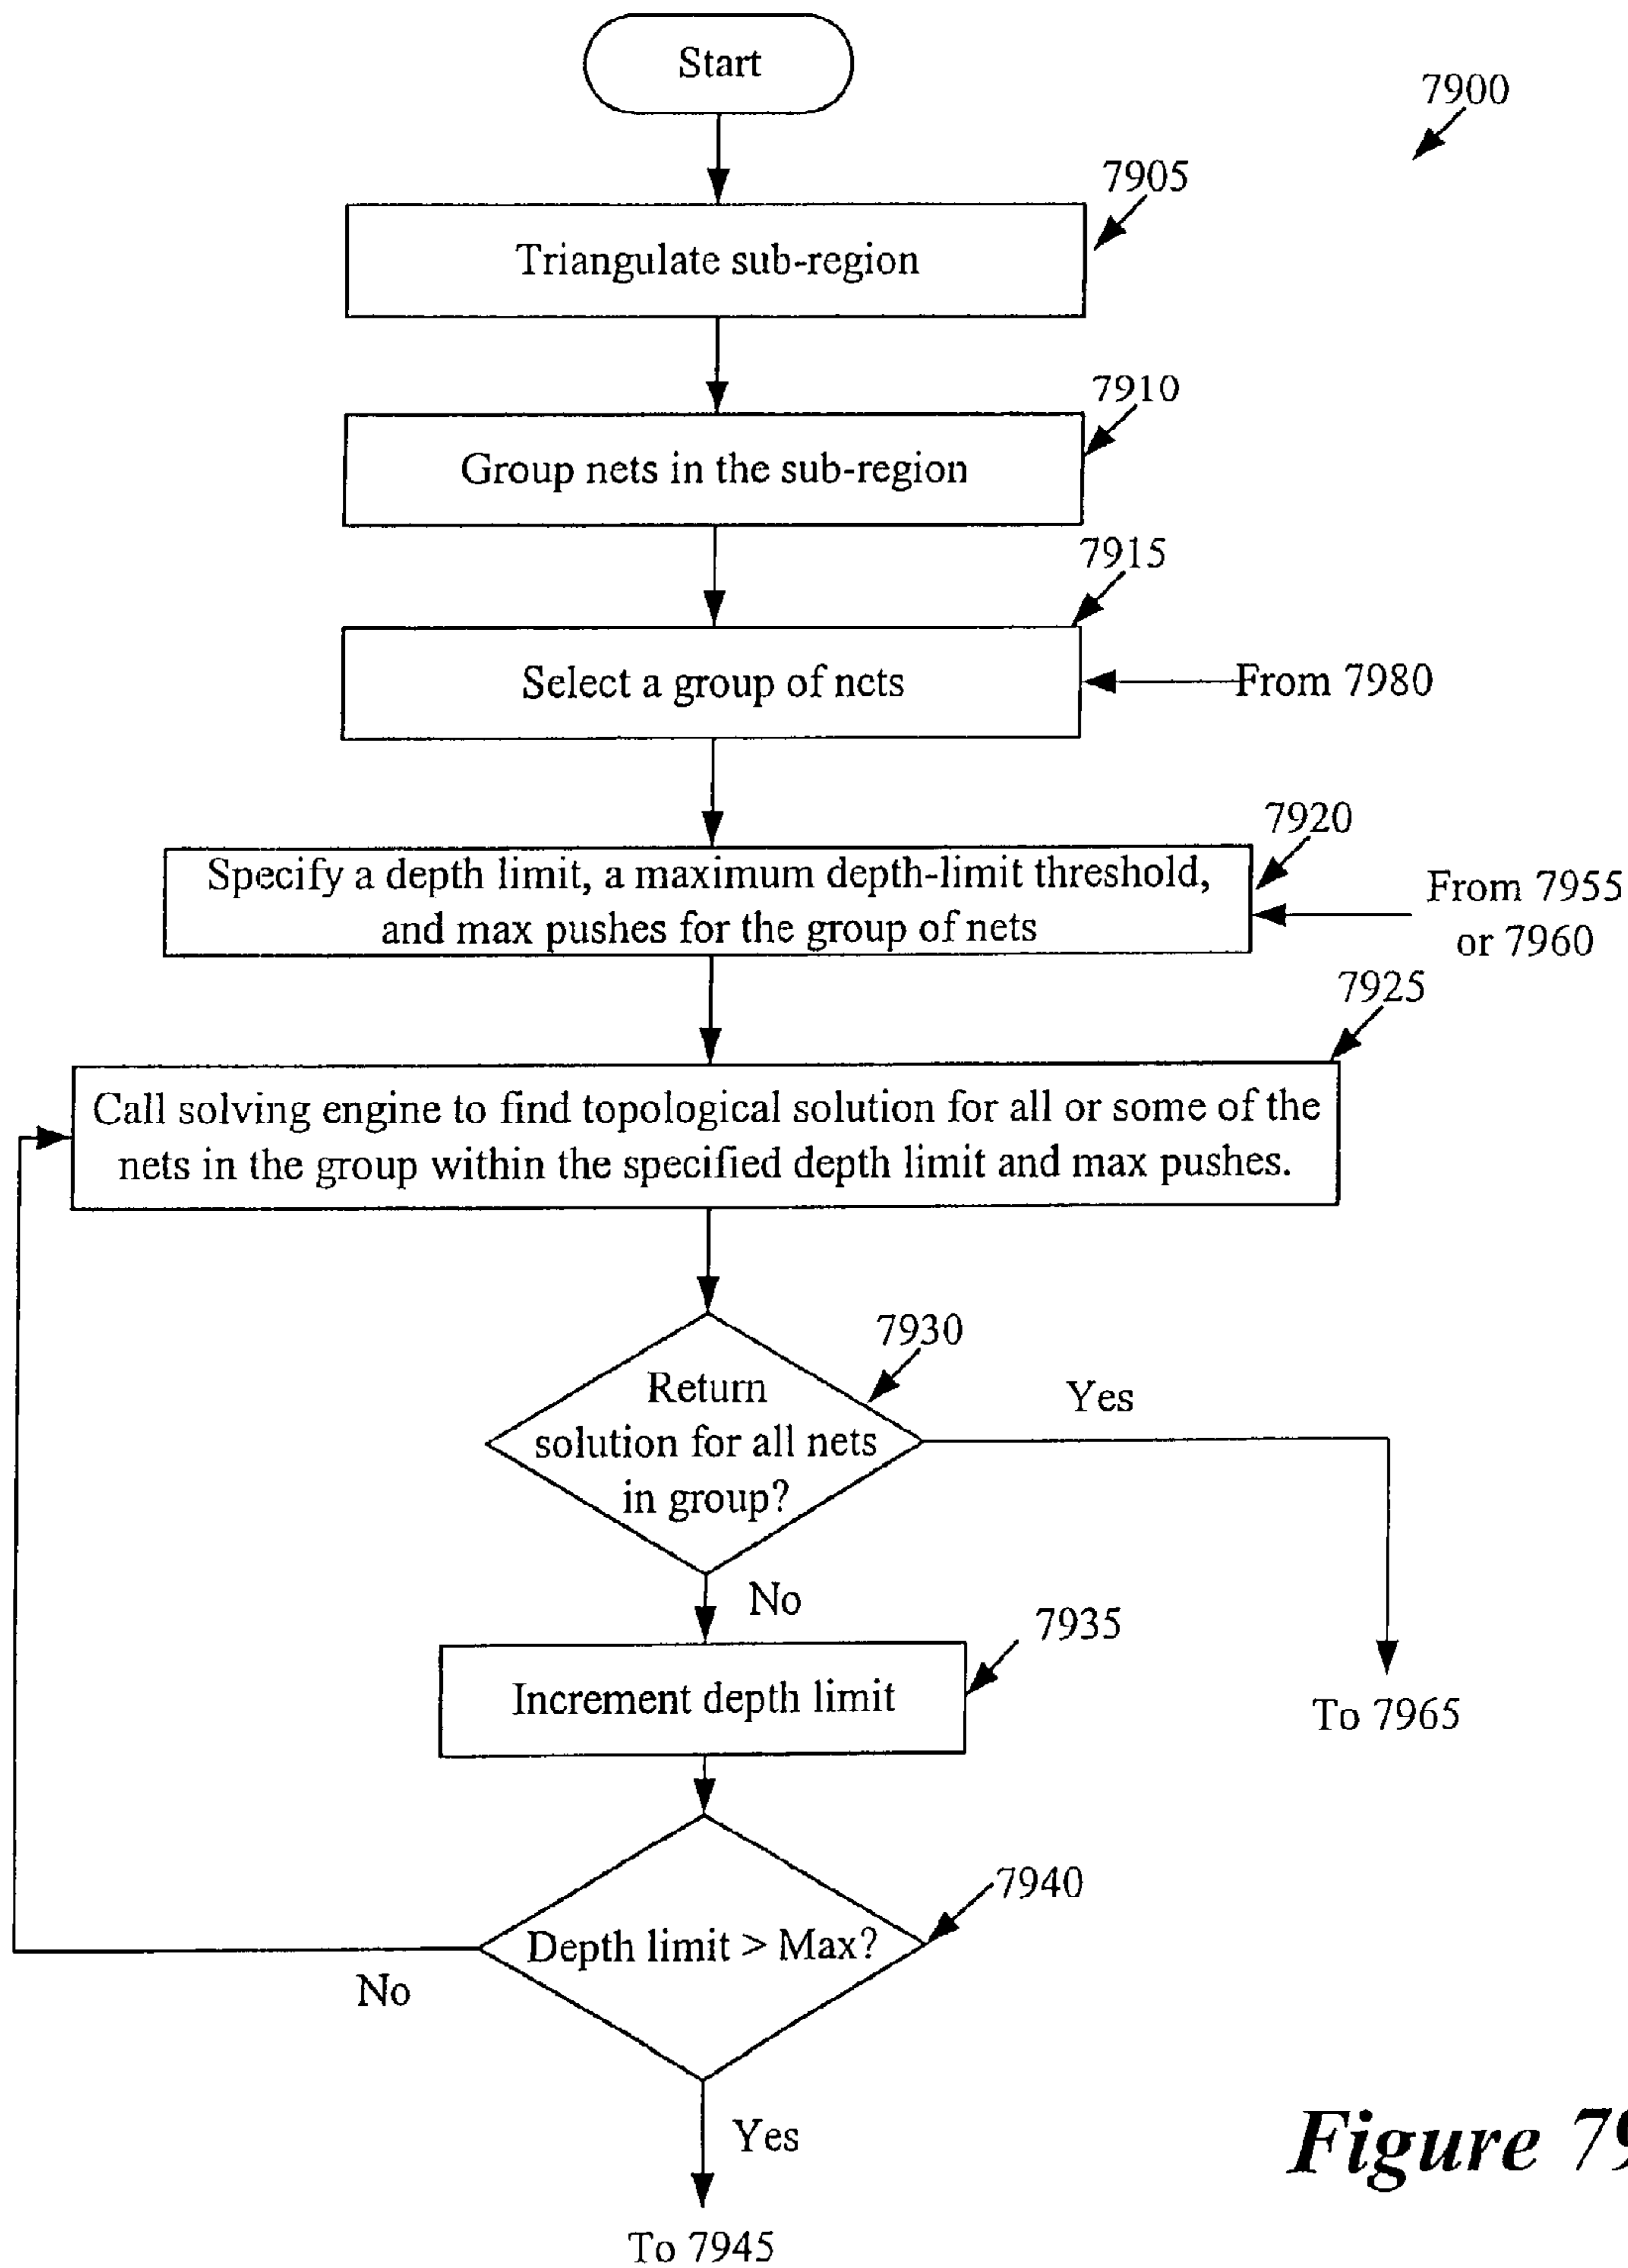 Start
7900
7905
Triangulate sub-region
7910
Group nets in the sub-region
7915
Select a group of nets
From 7980
7920
Specify a depth limit, a maximum depth-limit threshold,
and max pushes for the group of nets
From 7955
or 7960
7925
Call solving engine to find topological solution for all or some of the
nets in the group within the specified depth limit and max pushes.
7930
Return
solution for all nets
in group?
Yes
No
7935
Increment depth limit
To 7965
7940
Depth limit > Max?
No
Yes
Figure 79
To 7945